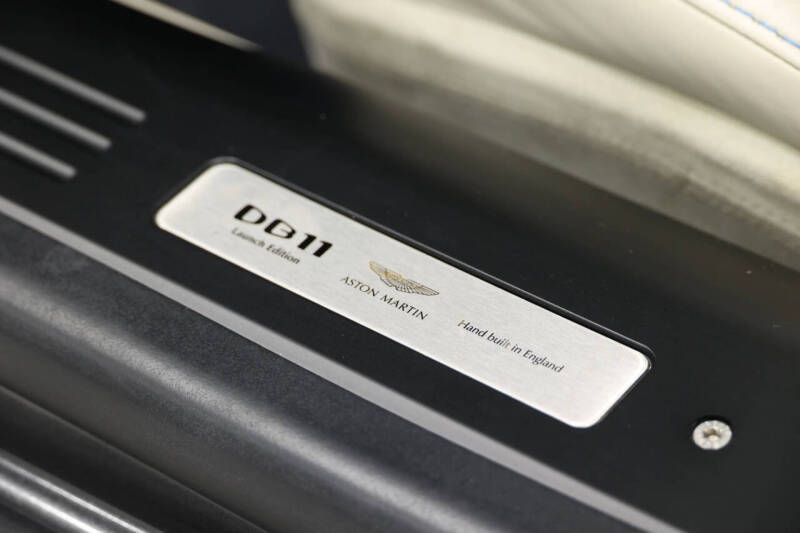 DB11
Launch Edition
ASTON MARTIN
Hand built in England